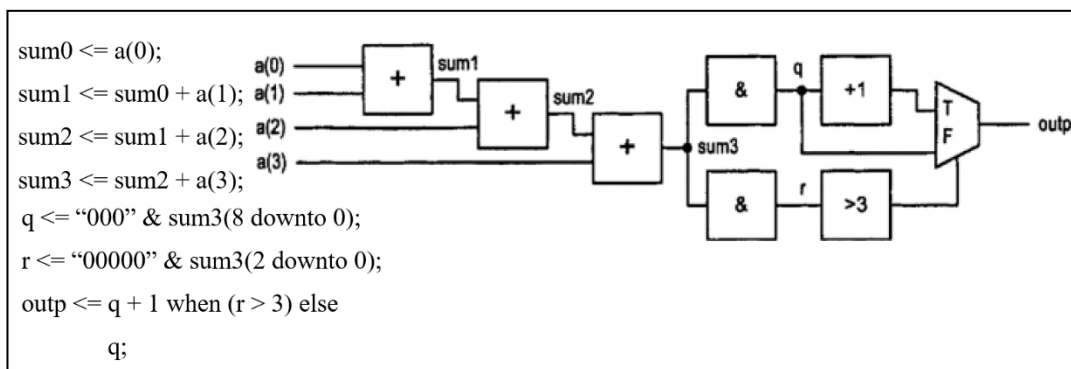 sum0 <= a(0);
sum1 <= sum0 + a(1);
sum2 <= sum1 + a(2);
sum3 <= sum2 + a(3);
q <= “000” & sum3(8 downto 0);
r <= “00000” & sum3(2 downto 0);
outp <= q + 1 when (r > 3) else
q;
a(0)
a(1)
a(2)
a(3)
+
sum1
+
sum2
+
sum3
&
q
+1
T
F
outp
&
r
>3